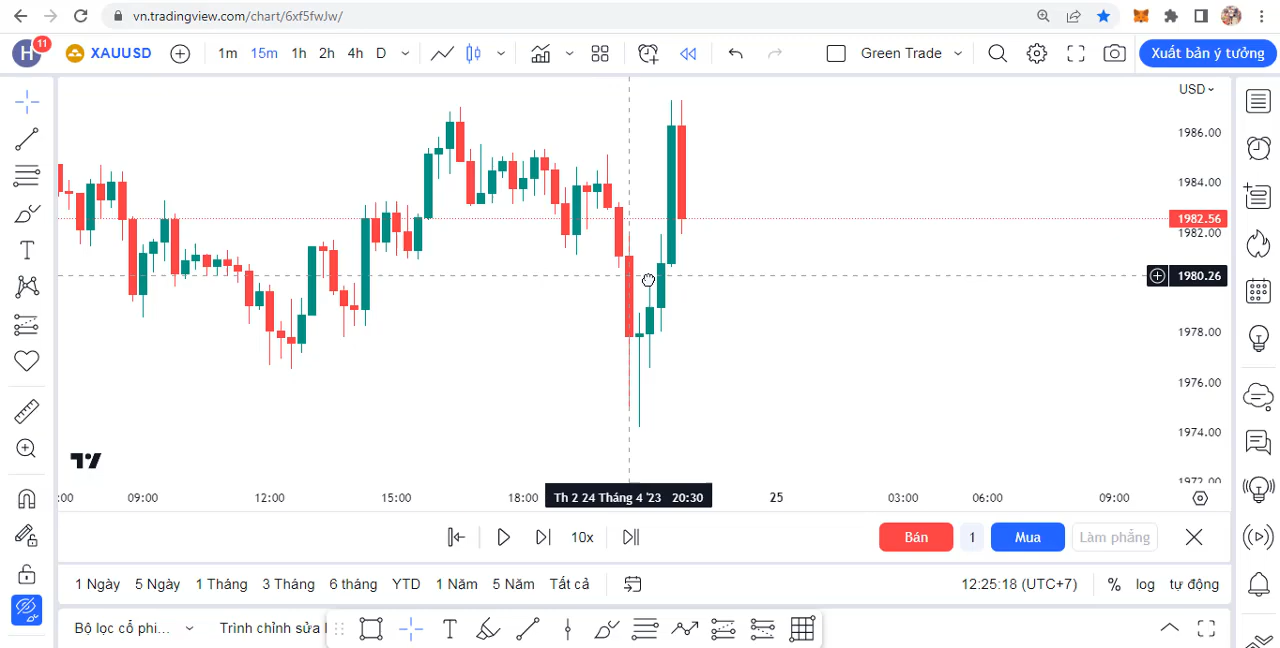 vn.tradingview.com/chart/6xf5fwJw/
H 11 XAUUSD 1m 15m 1h 2h 4h D Green Trade Xuất bản ý tưởng
USD
1986.00
1984.00
1982.56
1982.00
1980.26
1978.00
1976.00
1974.00
1972.00
:00 09:00 12:00 15:00 18:00 Th 2 24 Tháng 4 '23 20:30 25 03:00 06:00 09:00
10x Bán 1 Mua Làm phẳng
1 Ngày 5 Ngày 1 Tháng 3 Tháng 6 tháng YTD 1 Năm 5 Năm Tất cả 12:25:18 (UTC+7) % log tự động
Bộ lọc cổ phi... Trình chỉnh sửa
T
T